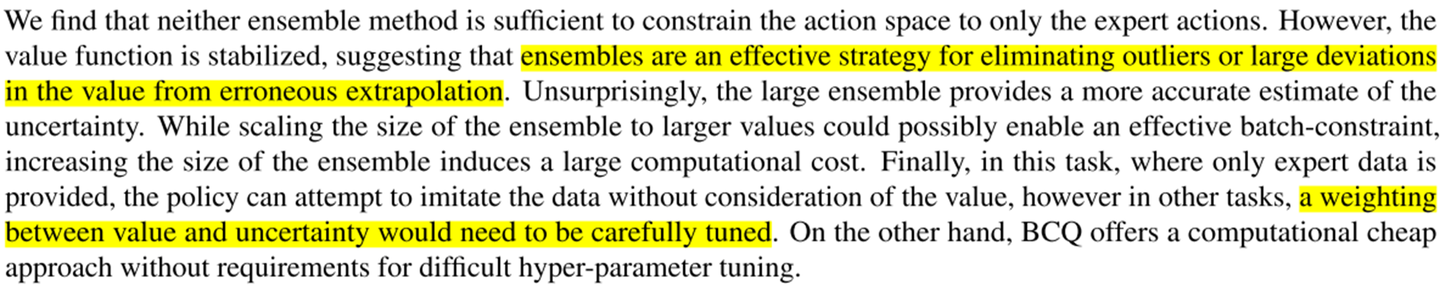 We find that neither ensemble method is sufficient to constrain the action space to only the expert actions. However, the
value function is stabilized, suggesting that ensembles are an effective strategy for eliminating outliers or large deviations
in the value from erroneous extrapolation. Unsurprisingly, the large ensemble provides a more accurate estimate of the
uncertainty. While scaling the size of the ensemble to larger values could possibly enable an effective batch-constraint,
increasing the size of the ensemble induces a large computational cost. Finally, in this task, where only expert data is
provided, the policy can attempt to imitate the data without consideration of the value, however in other tasks, a weighting
between value and uncertainty would need to be carefully tuned. On the other hand, BCQ offers a computational cheap
approach without requirements for difficult hyper-parameter tuning.